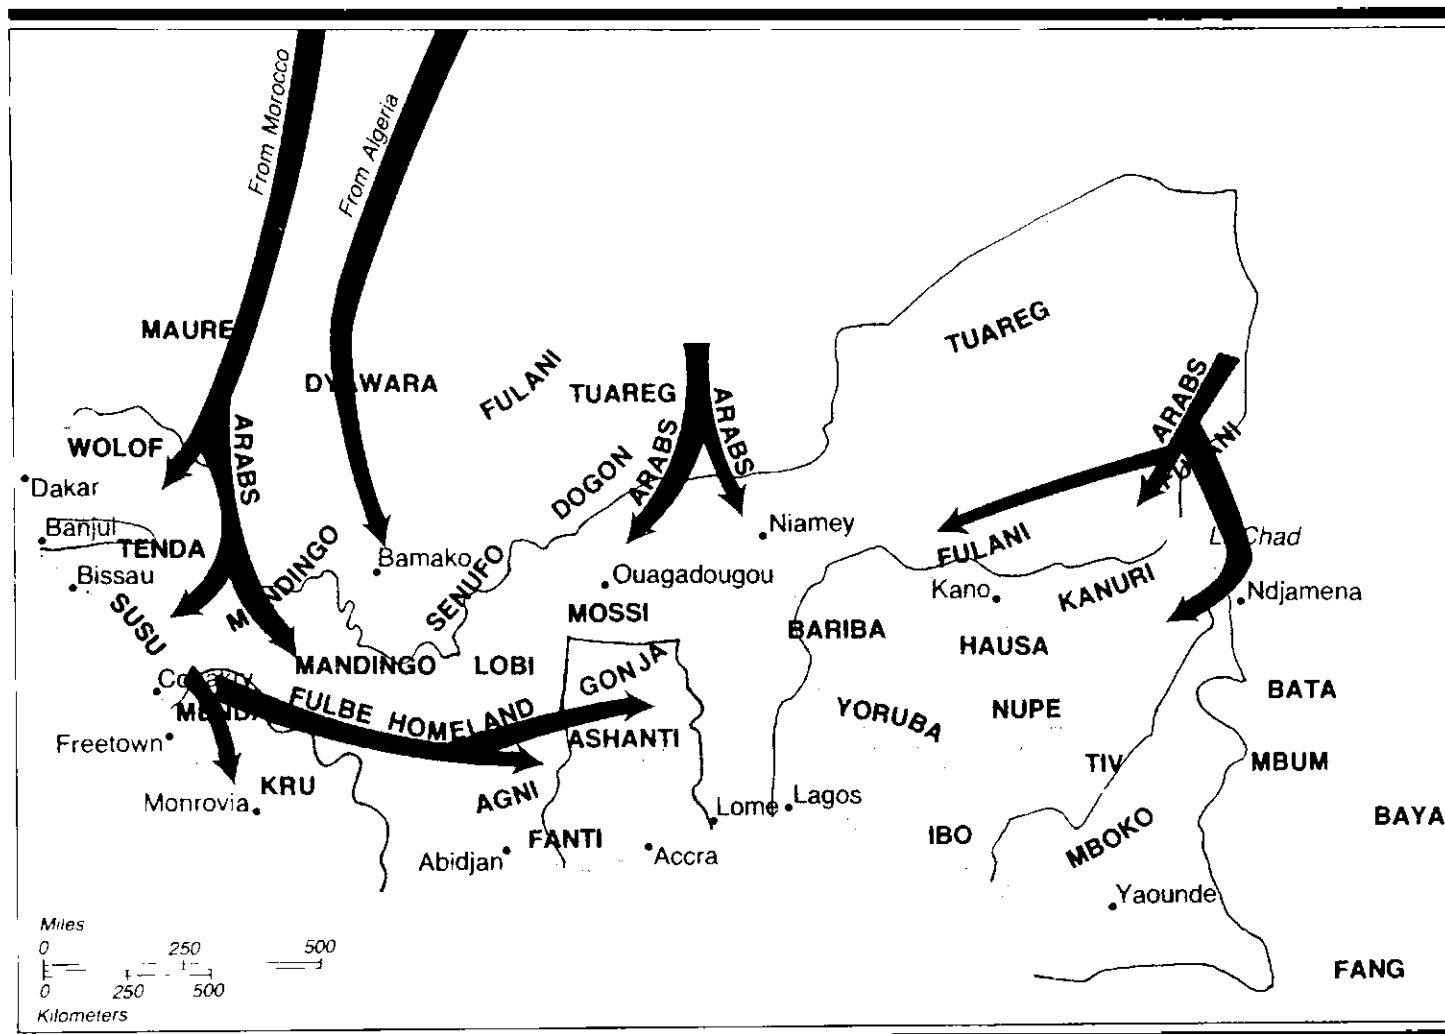 From Morocco
From Algeria
MAURE
DYAWARA
FULANI
TUAREG
TUAREG
ARABS
ARABS
ARABS
ARABS
FULANI
WOLOF
DOGON
Dakar
Banjul
TENDA
Bissau
SUSU
MANDINGO
Bamako
SENUFO
Niamey
Ouagadougou
MOSSI
FULANI
Kano
KANURI
L. Chad
Ndjamena
BARIBA
HAUSA
MANDINGO
LOBI
GONJA
Conakry
FULBE HOMELAND
Freetown
ASHANTI
YORUBA
NUPE
BATA
KRU
Monrovia
AGNI
TIV
MBUM
Lome
Lagos
FANTI
Abidjan
Accra
IBO
MBOKO
BAYA
Yaounde
FANG
Miles
0 250 500
0 250 500
Kilometers